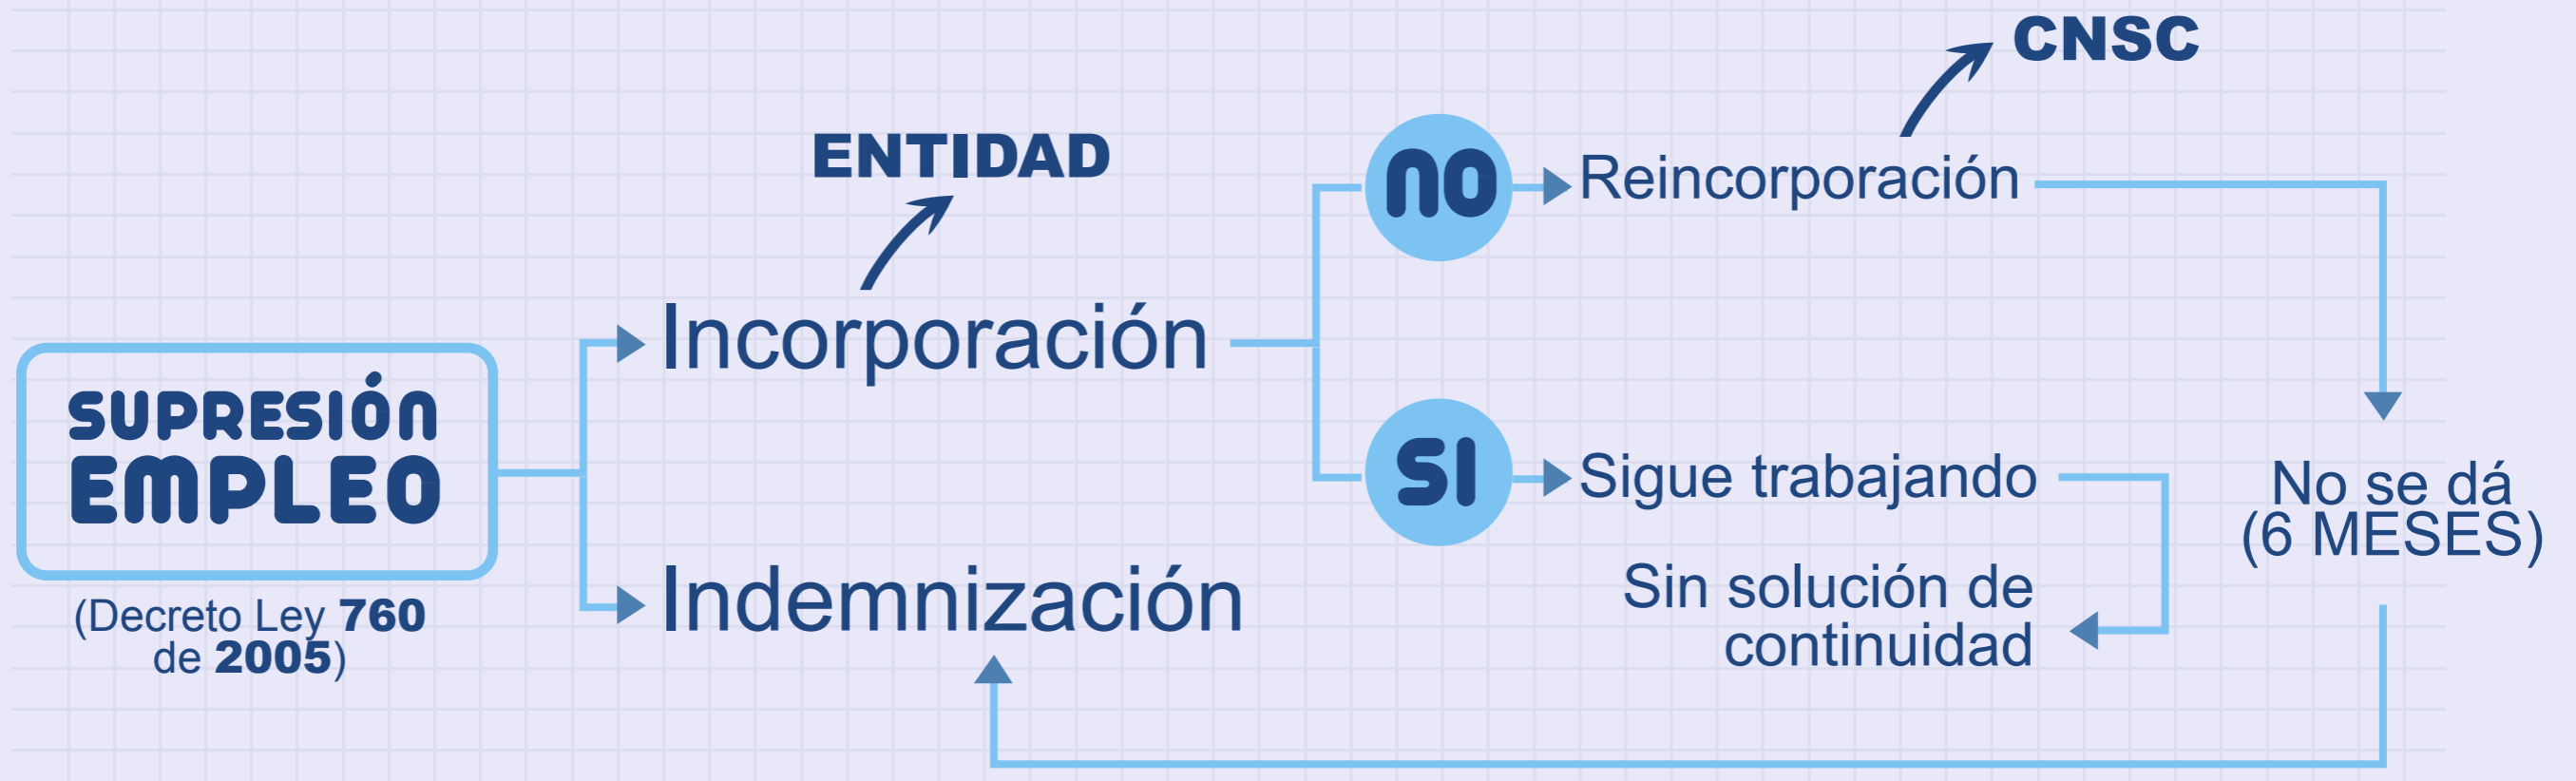 SUPRESIÓN
EMPLEO
(Decreto Ley 760
de 2005)
ENTIDAD
Incorporación
Indemnización
NO
Reincorporación
CNSC
SI
Sigue trabajando
Sin solución de
continuidad
No se dá
(6 MESES)